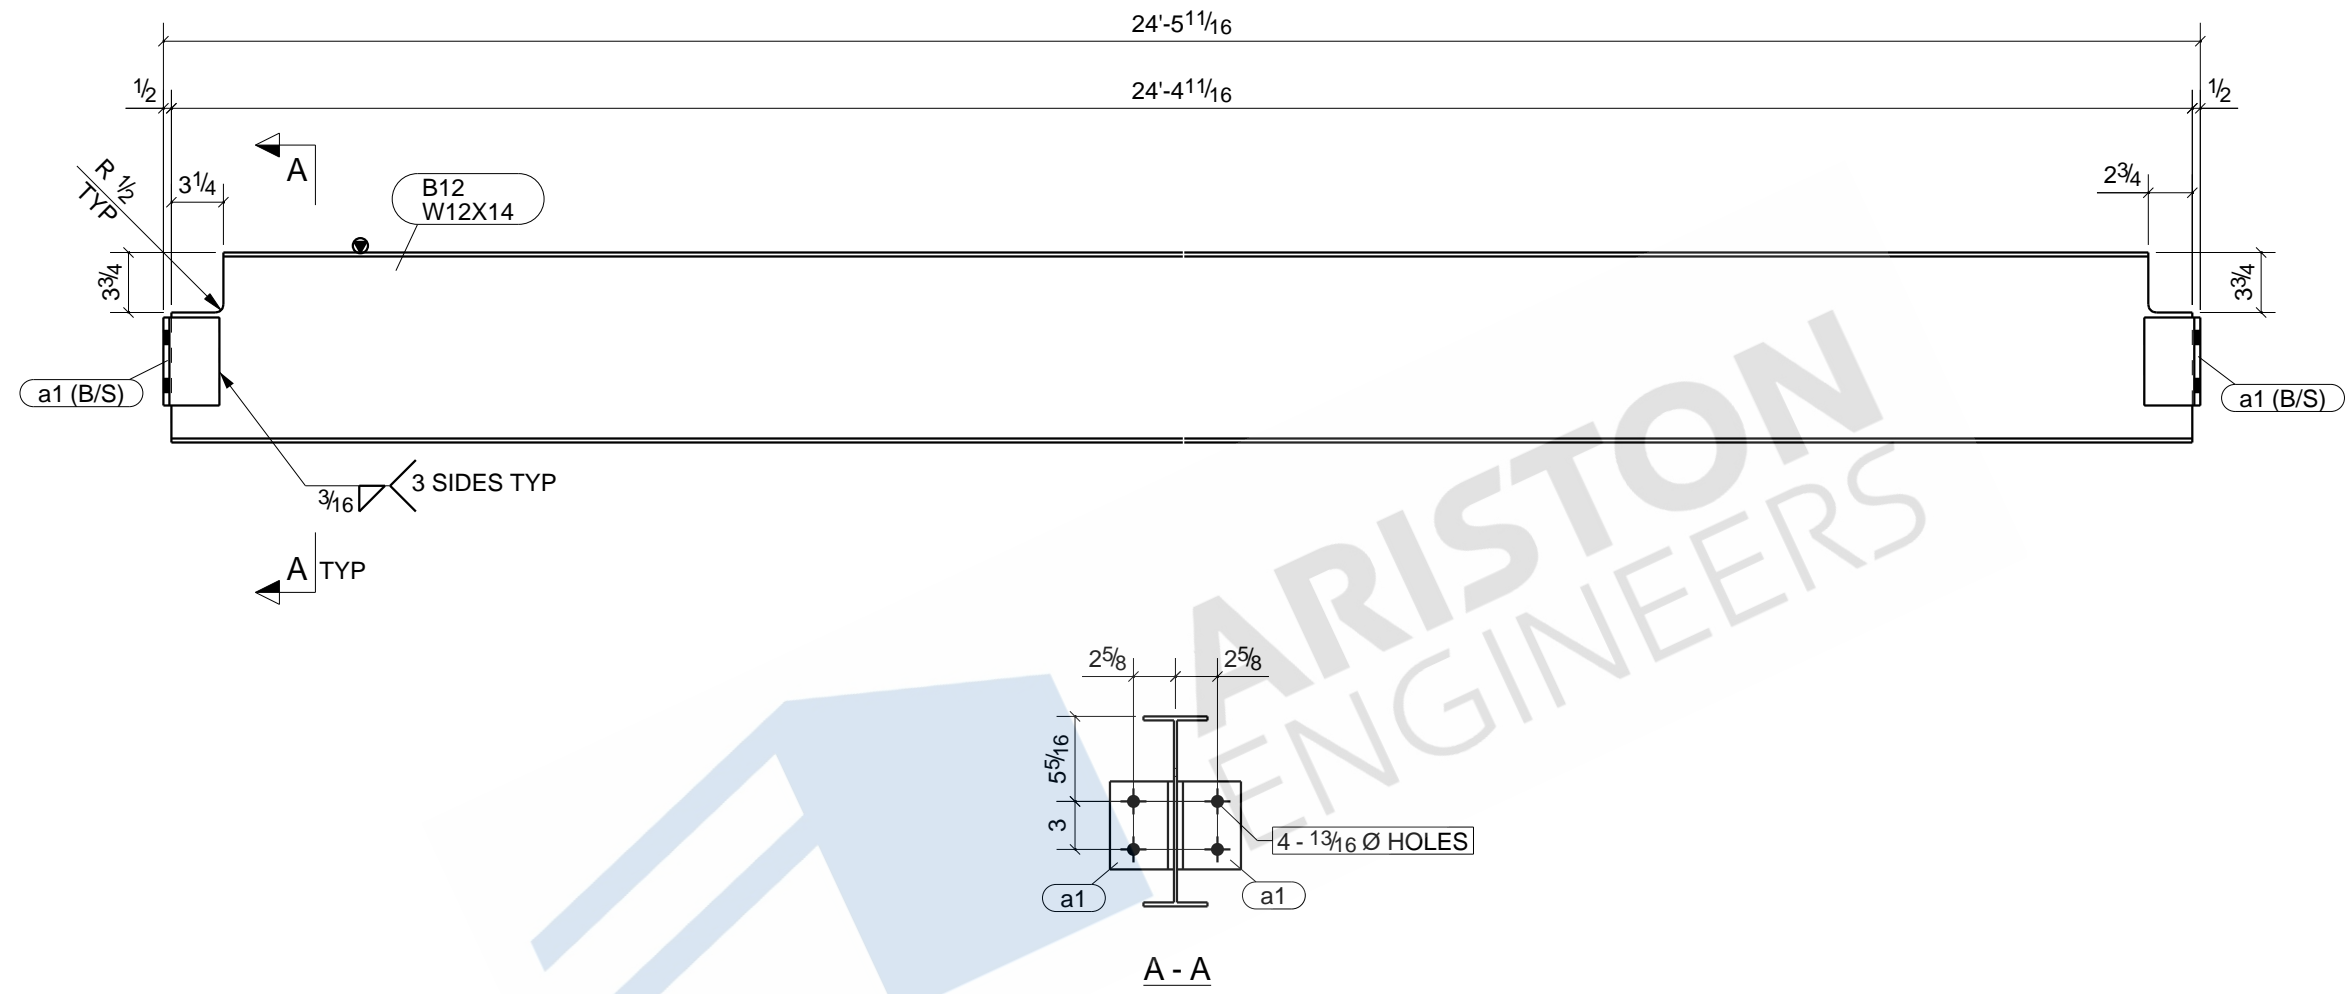 24'-5 11/16
1/2
24'-4 11/16
1/2
A
R 1/2
TYP
3 1/4
B12
W12X14
2 3/4
3 3/4
3 3/4
a1 (B/S)
a1 (B/S)
3/16
3 SIDES TYP
A TYP
ARISTON
ENGINEERS
2 5/8
2 5/8
5 5/16
3
4 - 13/16 Ø HOLES
a1
a1
A - A